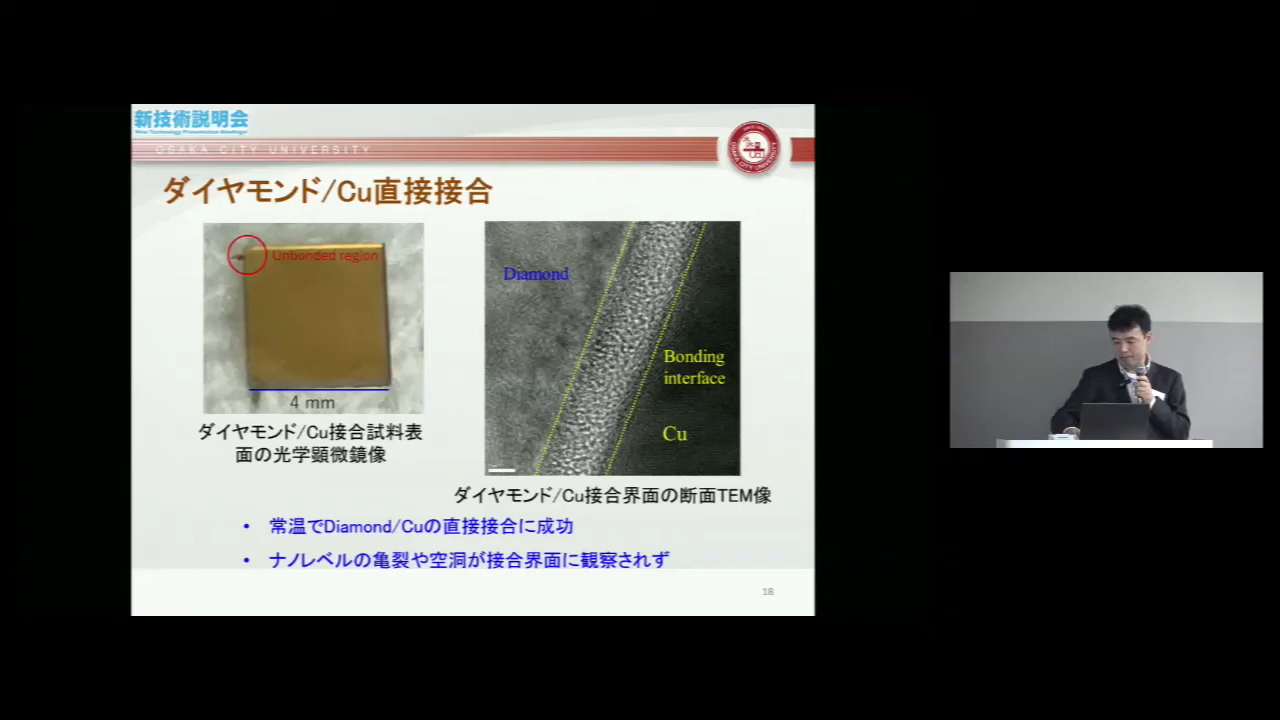 新技術説明会
New Technology Presentation Meetings!
OSAKA CITY UNIVERSITY
ダイヤモンド/Cu直接接合
Unbonded region
4 mm
ダイヤモンド/Cu接合試料表
面の光学顕微鏡像
Diamond
Bonding
interface
Cu
ダイヤモンド/Cu接合界面の断面TEM像
• 常温でDiamond/Cuの直接接合に成功
• ナノレベルの亀裂や空洞が接合界面に観察されず
18